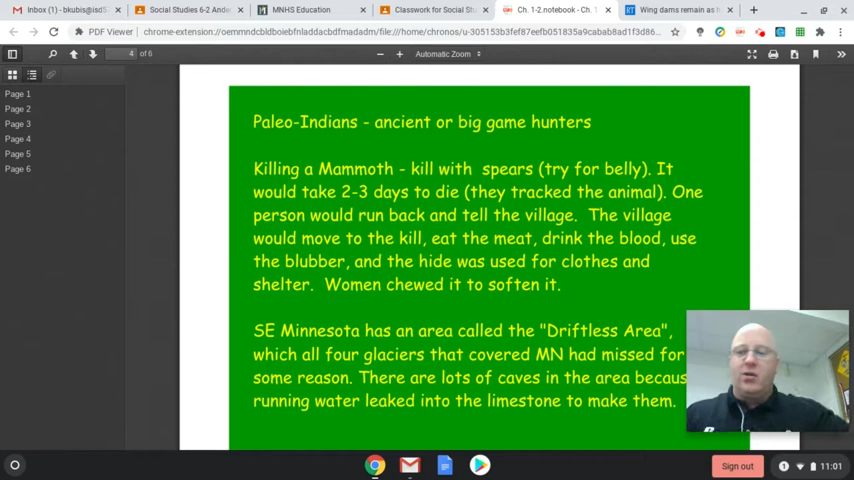 Inbox (1) - bkubis@isd5
Social Studies 6-2 Ande
MNHS Education
Classwork for Social St
Ch. 1-2.notebook - Ch. 1
Wing dams remain as h
PDF Viewer
chrome-extension://oemmndcbldboiebfnladdacbdfmadadm/file:///home/chronos/u-305153b3fef87eefb051835a9cabab8ad1f3d86...
4 of 6
Automatic Zoom
Page 1
Page 2
Page 3
Page 4
Page 5
Page 6
Paleo-Indians - ancient or big game hunters
Killing a Mammoth - kill with spears (try for belly). It
would take 2-3 days to die (they tracked the animal). One
person would run back and tell the village. The village
would move to the kill, eat the meat, drink the blood, use
the blubber, and the hide was used for clothes and
shelter. Women chewed it to soften it.
SE Minnesota has an area called the "Driftless Area",
which all four glaciers that covered MN had missed for
some reason. There are lots of caves in the area becaus
running water leaked into the limestone to make them.
Sign out
1
11:01